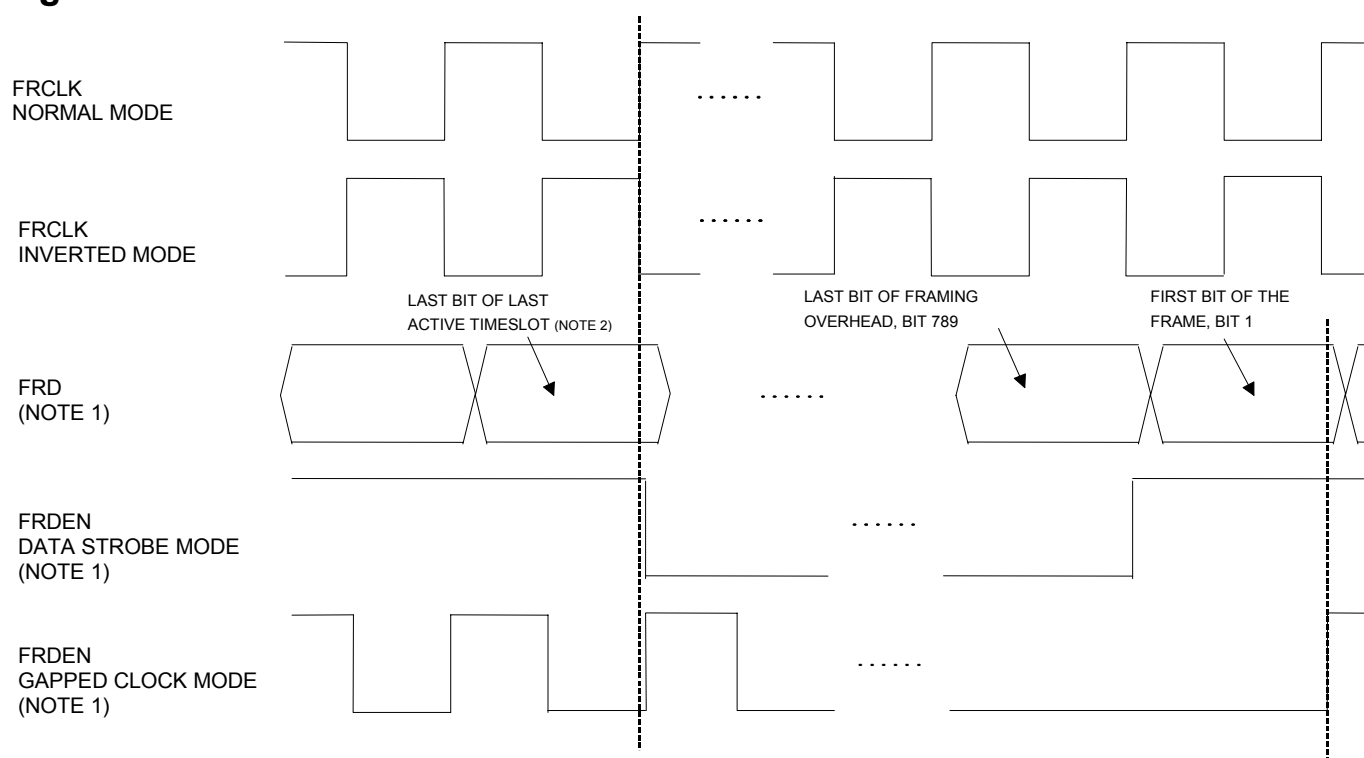 FRCLK
NORMAL MODE
FRCLK
INVERTED MODE
LAST BIT OF LAST
ACTIVE TIMESLOT (NOTE 2)
LAST BIT OF FRAMING
OVERHEAD, BIT 789
FIRST BIT OF THE
FRAME, BIT 1
FRD
(NOTE 1)
FRDEN
DATA STROBE MODE
(NOTE 1)
FRDEN
GAPPED CLOCK MODE
(NOTE 1)